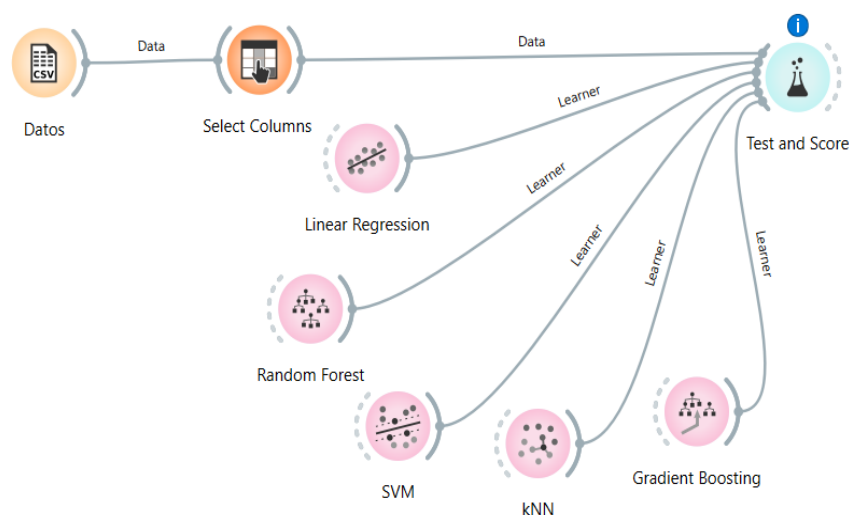 CSV
Data
Data
Datos
Select Columns
Test and Score
Learner
Linear Regression
Learner
Random Forest
Learner
SVM
Learner
kNN
Learner
Gradient Boosting
i